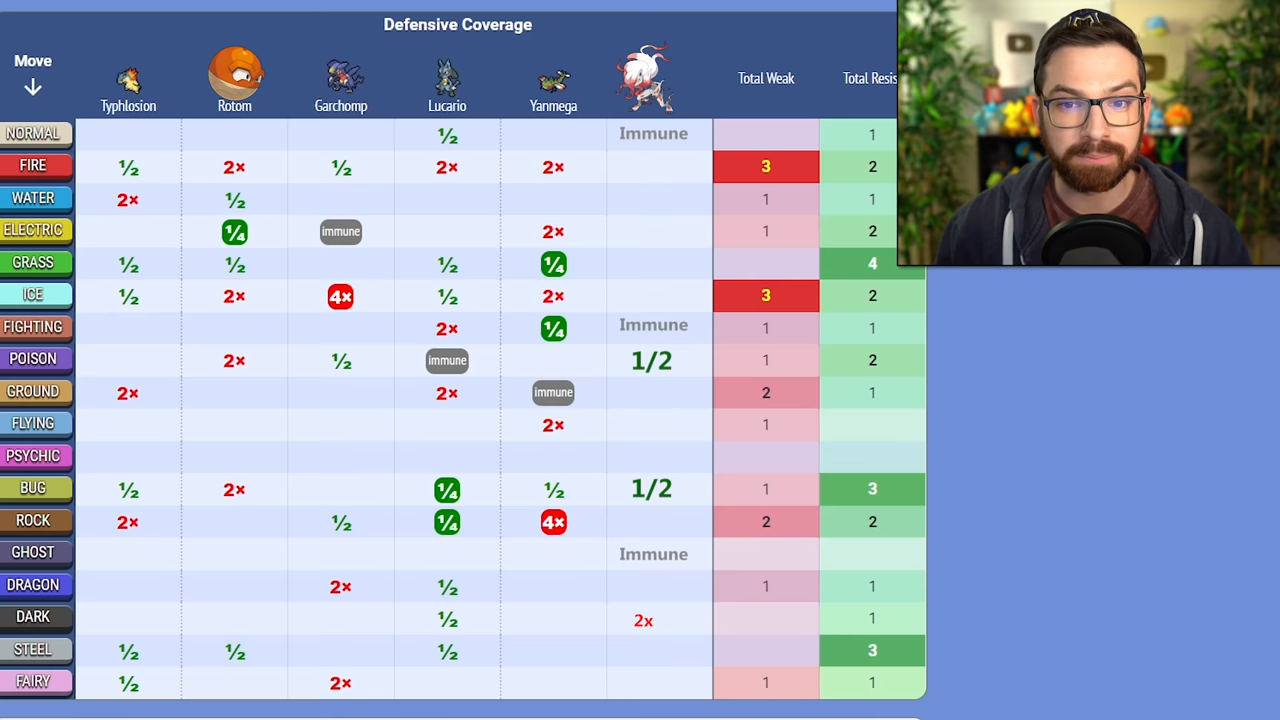 Defensive Coverage
Move ↓ Typhlosion Rotom Garchomp Lucario Yanmega Total Weak Total Resis
NORMAL ½ Immune 1
FIRE ½ 2× ½ 2× 2× 3 2
WATER 2× ½ 1 1
ELECTRIC ¼ immune 2× 1 2
GRASS ½ ½ ½ ¼ 4
ICE ½ 2× 4× ½ 2× 3 2
FIGHTING 2× ¼ Immune 1 1
POISON 2× ½ immune 1/2 1 2
GROUND 2× 2× immune 2 1
FLYING 2× 1
PSYCHIC
BUG ½ 2× ¼ ½ 1/2 1 3
ROCK 2× ½ ¼ 4× 2 2
GHOST Immune
DRAGON 2× ½ 1 1
DARK ½ 2x 1
STEEL ½ ½ ½ 3
FAIRY ½ 2× 1 1